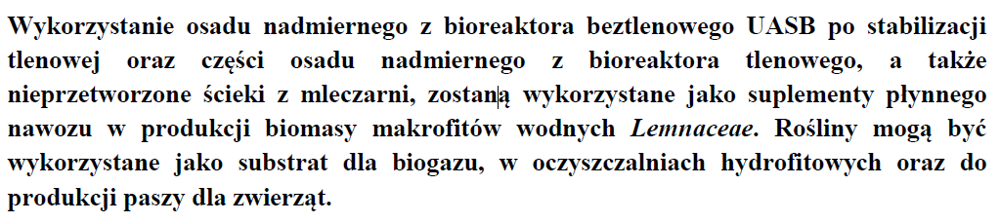 Wykorzystanie osadu nadmiernego z bioreaktora beztlenowego UASB po stabilizacji
tlenowej oraz części osadu nadmiernego z bioreaktora tlenowego, a także
nieprzetworzone ścieki z mleczarni, zostaną wykorzystane jako suplementy płynnego
nawozu w produkcji biomasy makrofitów wodnych Lemnaceae. Rośliny mogą być
wykorzystane jako substrat dla biogazu, w oczyszczalniach hydrofitowych oraz do
produkcji paszy dla zwierząt.